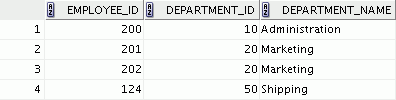 EMPLOYEE_ID DEPARTMENT_ID DEPARTMENT_NAME
1 200 10 Administration
2 201 20 Marketing
3 202 20 Marketing
4 124 50 Shipping